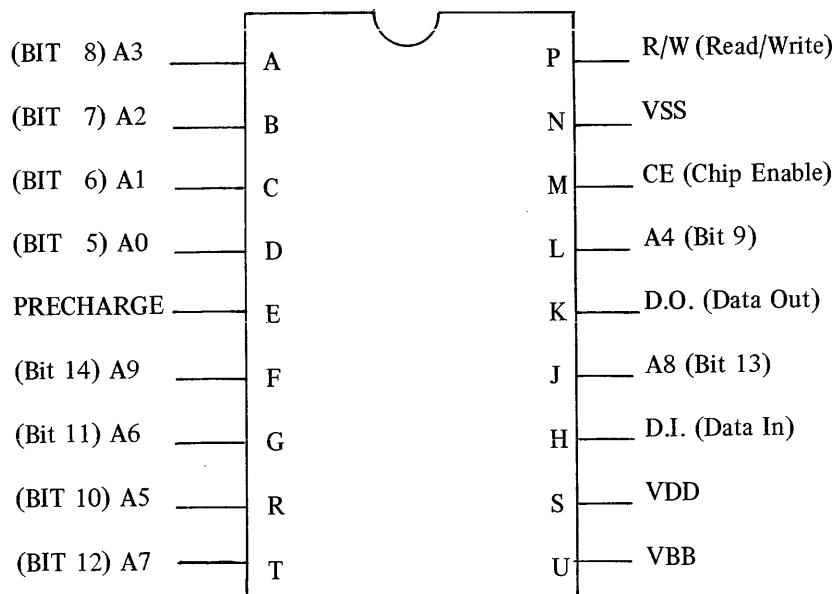 (BIT 8) A3 A P R/W (Read/Write)
(BIT 7) A2 B N VSS
(BIT 6) A1 C M CE (Chip Enable)
(BIT 5) A0 D L A4 (Bit 9)
PRECHARGE E K D.O. (Data Out)
(Bit 14) A9 F J A8 (Bit 13)
(Bit 11) A6 G H D.I. (Data In)
(BIT 10) A5 R S VDD
(BIT 12) A7 T U VBB